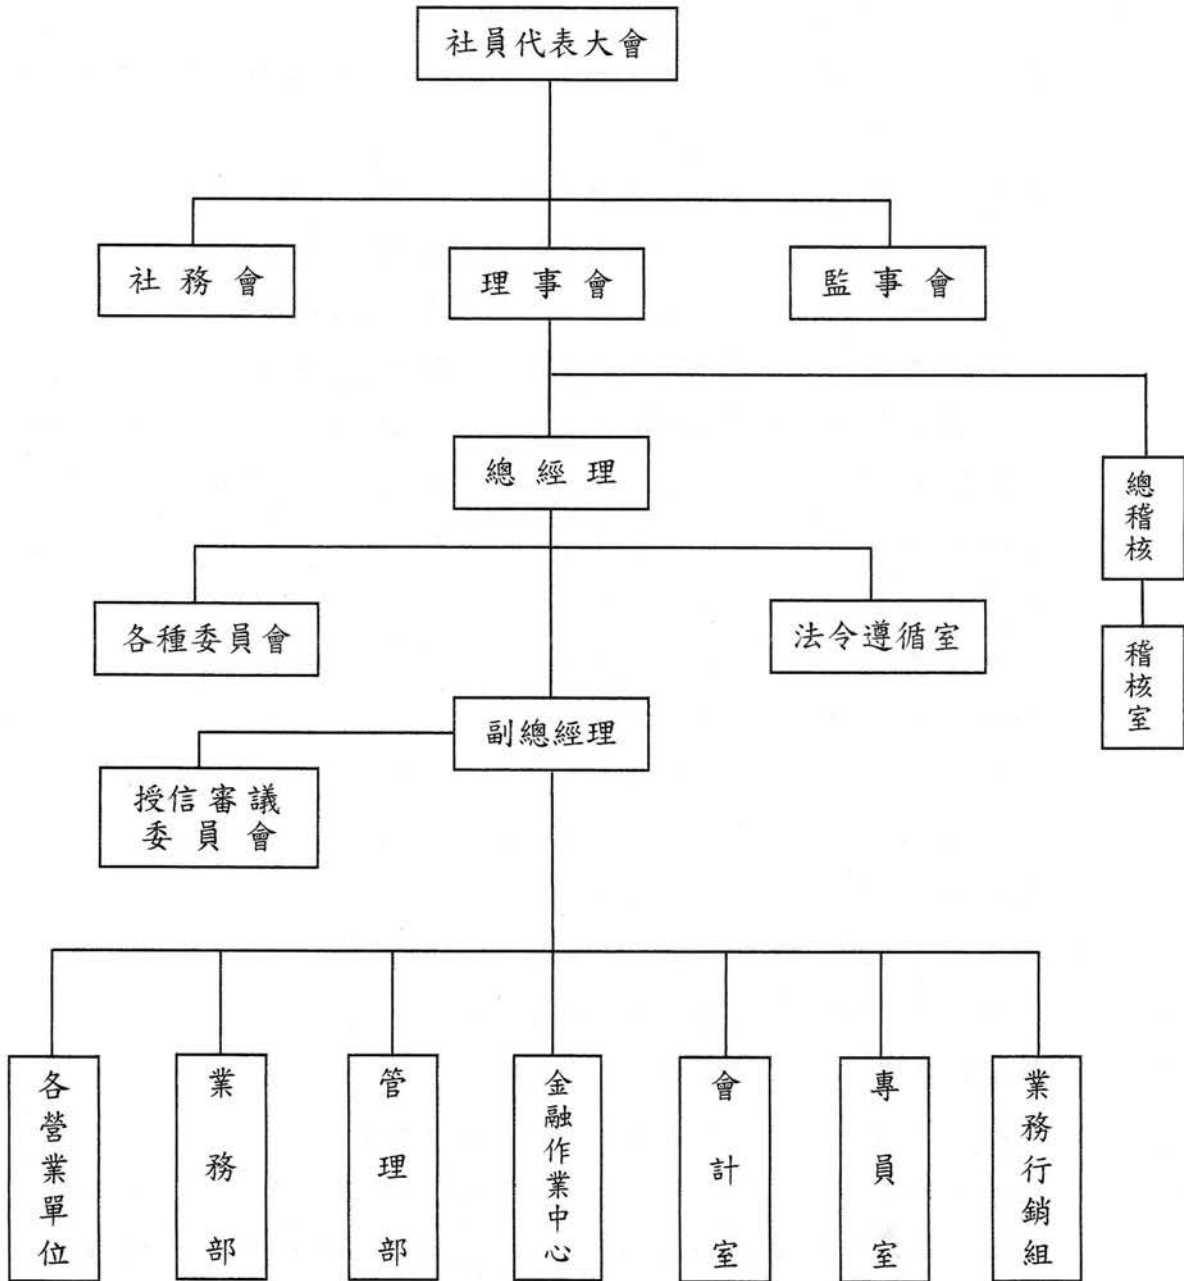 社員代表大會
社務會
理事會
監事會
總經理
總稽核
各種委員會
法令遵循室
稽核室
副總經理
授信審議
委員會
各營業單位
業務部
管理部
金融作業中心
會計室
專員室
業務行銷組